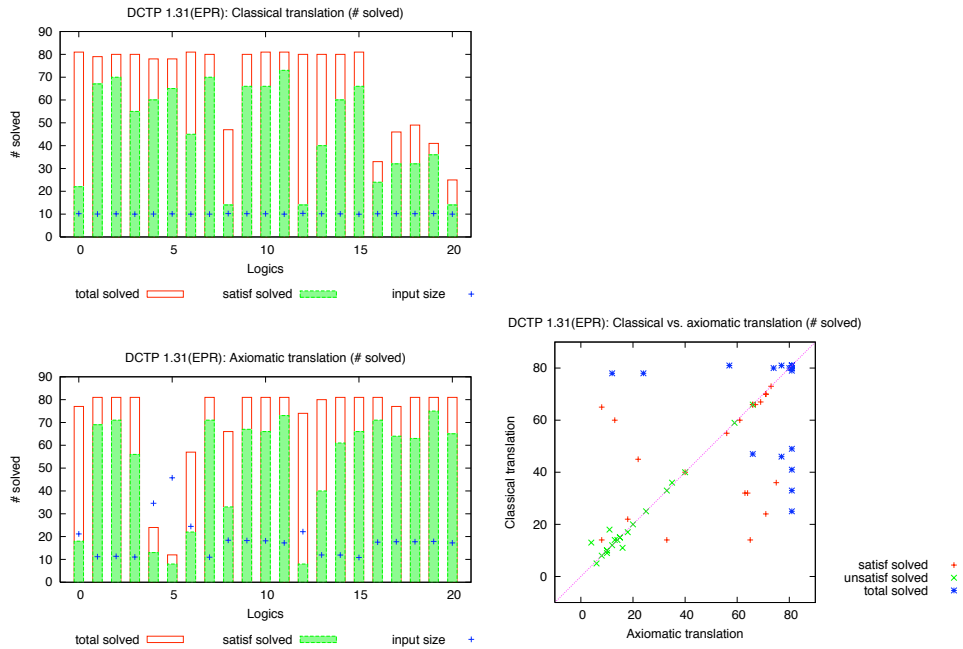 DCTP 1.31(EPR): Classical translation (# solved)
90
80
70
60
50
40
30
20
10
0
# solved
0 5 10 15 20
Logics
total solved satisf solved input size
DCTP 1.31(EPR): Axiomatic translation (# solved)
90
80
70
60
50
40
30
20
10
0
# solved
0 5 10 15 20
Logics
total solved satisf solved input size
DCTP 1.31(EPR): Classical vs. axiomatic translation (# solved)
80
60
40
20
0
Classical translation
0 20 40 60 80
Axiomatic translation
satisf solved
unsatisf solved
total solved